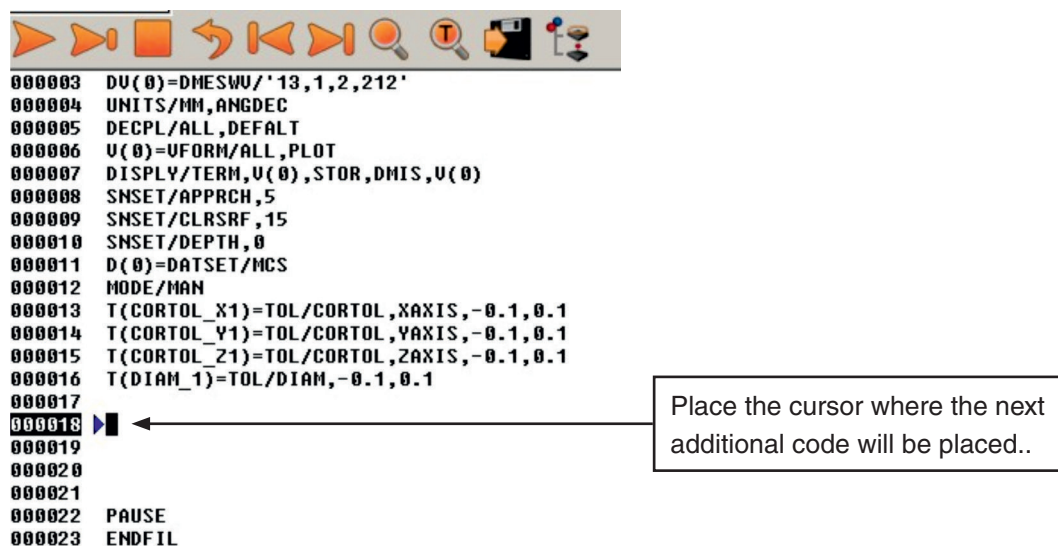 T
000003 DV(0)=DMESWV/'13,1,2,212'
000004 UNITS/MM,ANGDEC
000005 DECPL/ALL,DEFALT
000006 V(0)=VFORM/ALL,PLOT
000007 DISPLY/TERM,V(0),STOR,DMIS,V(0)
000008 SNSET/APPRCH,5
000009 SNSET/CLRSRF,15
000010 SNSET/DEPTH,0
000011 D(0)=DATSET/MCS
000012 MODE/MAN
000013 T(CORTOL_X1)=TOL/CORTOL,XAXIS,-0.1,0.1
000014 T(CORTOL_Y1)=TOL/CORTOL,YAXIS,-0.1,0.1
000015 T(CORTOL_Z1)=TOL/CORTOL,ZAXIS,-0.1,0.1
000016 T(DIAM_1)=TOL/DIAM,-0.1,0.1
000017
000018
Place the cursor where the next
additional code will be placed..
000019
000020
000021
000022 PAUSE
000023 ENDFIL